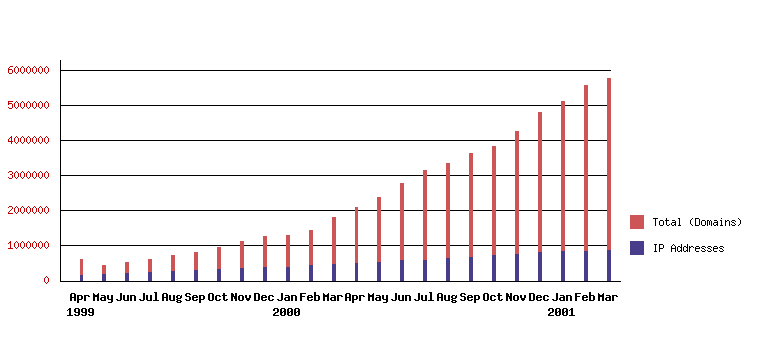 6000000
5000000
4000000
3000000
2000000
1000000
0
Total (Domains)
IP Addresses
Apr May Jun Jul Aug Sep Oct Nov Dec Jan Feb Mar Apr May Jun Jul Aug Sep Oct Nov Dec Jan Feb Mar
1999 2000 2001